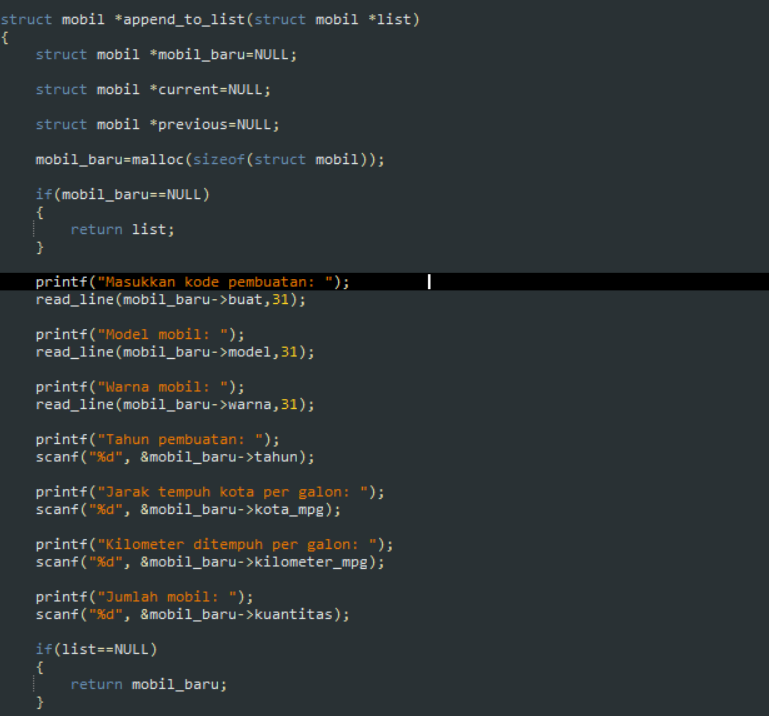 struct mobil *append_to_list(struct mobil *list)
{
    struct mobil *mobil_baru=NULL;
    struct mobil *current=NULL;
    struct mobil *previous=NULL;
    mobil_baru=malloc(sizeof(struct mobil));
    if(mobil_baru==NULL)
    {
        return list;
    }
    printf("Masukkan kode pembuatan: ");
    read_line(mobil_baru->buat,31);
    printf("Model mobil: ");
    read_line(mobil_baru->model,31);
    printf("Warna mobil: ");
    read_line(mobil_baru->warna,31);
    printf("Tahun pembuatan: ");
    scanf("%d", &mobil_baru->tahun);
    printf("Jarak tempuh kota per galon: ");
    scanf("%d", &mobil_baru->kota_mpg);
    printf("Kilometer ditempuh per galon: ");
    scanf("%d", &mobil_baru->kilometer_mpg);
    printf("Jumlah mobil: ");
    scanf("%d", &mobil_baru->kuantitas);
    if(list==NULL)
    {
        return mobil_baru;
    }